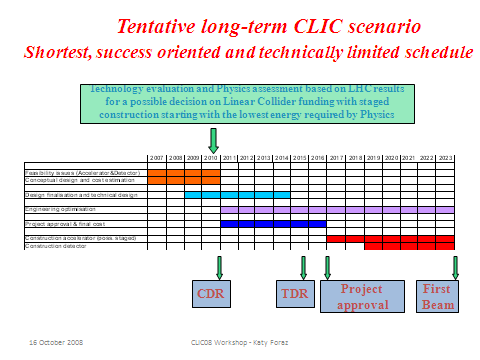 Tentative long-term CLIC scenario
Shortest, success oriented and technically limited schedule
Technology evaluation and Physics assessment based on LHC results
for a possible decision on Linear Collider funding with staged
construction starting with the lowest energy required by Physics
2007 2008 2009 2010 2011 2012 2013 2014 2015 2016 2017 2018 2019 2020 2021 2022 2023
Feasibility issues (Accelerator&Detector)
Conceptual design and cost estimation
Design finalisation and technical design
Engineering optimisation
Project approval & final cost
Construction accelerator (poss. staged)
Construction detector
CDR
TDR
Project
approval
First
Beam
16 October 2008
CLIC08 Workshop - Katy Foraz